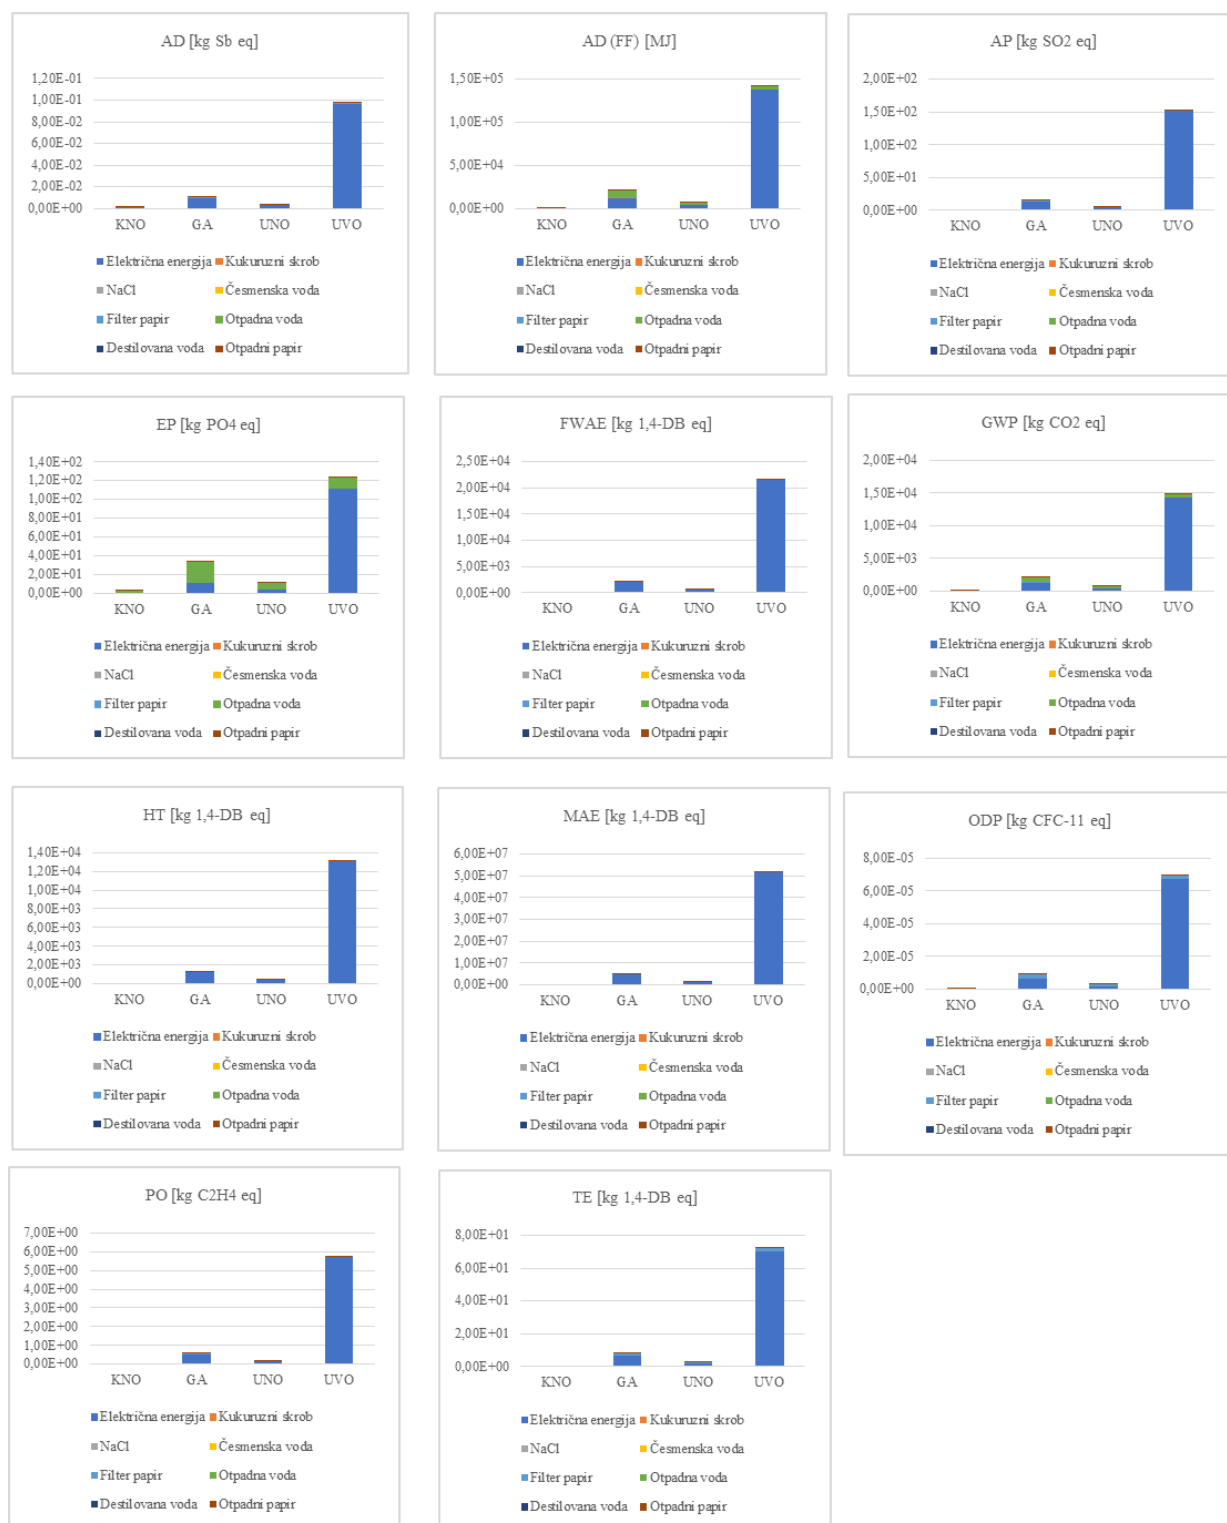 AD [kg Sb eq]
1,20E-01
1,00E-01
8,00E-02
6,00E-02
4,00E-02
2,00E-02
0,00E+00
KNO GA UNO UVO
Električna energija Kukuruzni skrob
NaCl Česmenska voda
Filter papir Otpadna voda
Destilovana voda Otpadni papir
AD (FF) [MJ]
1,50E+05
1,00E+05
5,00E+04
0,00E+00
KNO GA UNO UVO
Električna energija Kukuruzni skrob
NaCl Česmenska voda
Filter papir Otpadna voda
Destilovana voda Otpadni papir
AP [kg SO2 eq]
2,00E+02
1,50E+02
1,00E+02
5,00E+01
0,00E+00
KNO GA UNO UVO
Električna energija Kukuruzni skrob
NaCl Česmenska voda
Filter papir Otpadna voda
Destilovana voda Otpadni papir
EP [kg PO4 eq]
1,40E+02
1,20E+02
1,00E+02
8,00E+01
6,00E+01
4,00E+01
2,00E+01
0,00E+00
KNO GA UNO UVO
Električna energija Kukuruzni skrob
NaCl Česmenska voda
Filter papir Otpadna voda
Destilovana voda Otpadni papir
FWAE [kg 1,4-DB eq]
2,50E+04
2,00E+04
1,50E+04
1,00E+04
5,00E+03
0,00E+00
KNO GA UNO UVO
Električna energija Kukuruzni skrob
NaCl Česmenska voda
Filter papir Otpadna voda
Destilovana voda Otpadni papir
GWP [kg CO2 eq]
2,00E+04
1,50E+04
1,00E+04
5,00E+03
0,00E+00
KNO GA UNO UVO
Električna energija Kukuruzni skrob
NaCl Česmenska voda
Filter papir Otpadna voda
Destilovana voda Otpadni papir
HT [kg 1,4-DB eq]
1,40E+04
1,20E+04
1,00E+04
8,00E+03
6,00E+03
4,00E+03
2,00E+03
0,00E+00
KNO GA UNO UVO
Električna energija Kukuruzni skrob
NaCl Česmenska voda
Filter papir Otpadna voda
Destilovana voda Otpadni papir
MAE [kg 1,4-DB eq]
6,00E+07
5,00E+07
4,00E+07
3,00E+07
2,00E+07
1,00E+07
0,00E+00
KNO GA UNO UVO
Električna energija Kukuruzni skrob
NaCl Česmenska voda
Filter papir Otpadna voda
Destilovana voda Otpadni papir
ODP [kg CFC-11 eq]
8,00E-05
6,00E-05
4,00E-05
2,00E-05
0,00E+00
KNO GA UNO UVO
Električna energija Kukuruzni skrob
NaCl Česmenska voda
Filter papir Otpadna voda
Destilovana voda Otpadni papir
PO [kg C2H4 eq]
7,00E+00
6,00E+00
5,00E+00
4,00E+00
3,00E+00
2,00E+00
1,00E+00
0,00E+00
KNO GA UNO UVO
Električna energija Kukuruzni skrob
NaCl Česmenska voda
Filter papir Otpadna voda
Destilovana voda Otpadni papir
TE [kg 1,4-DB eq]
8,00E+01
6,00E+01
4,00E+01
2,00E+01
0,00E+00
KNO GA UNO UVO
Električna energija Kukuruzni skrob
NaCl Česmenska voda
Filter papir Otpadna voda
Destilovana voda Otpadni papir